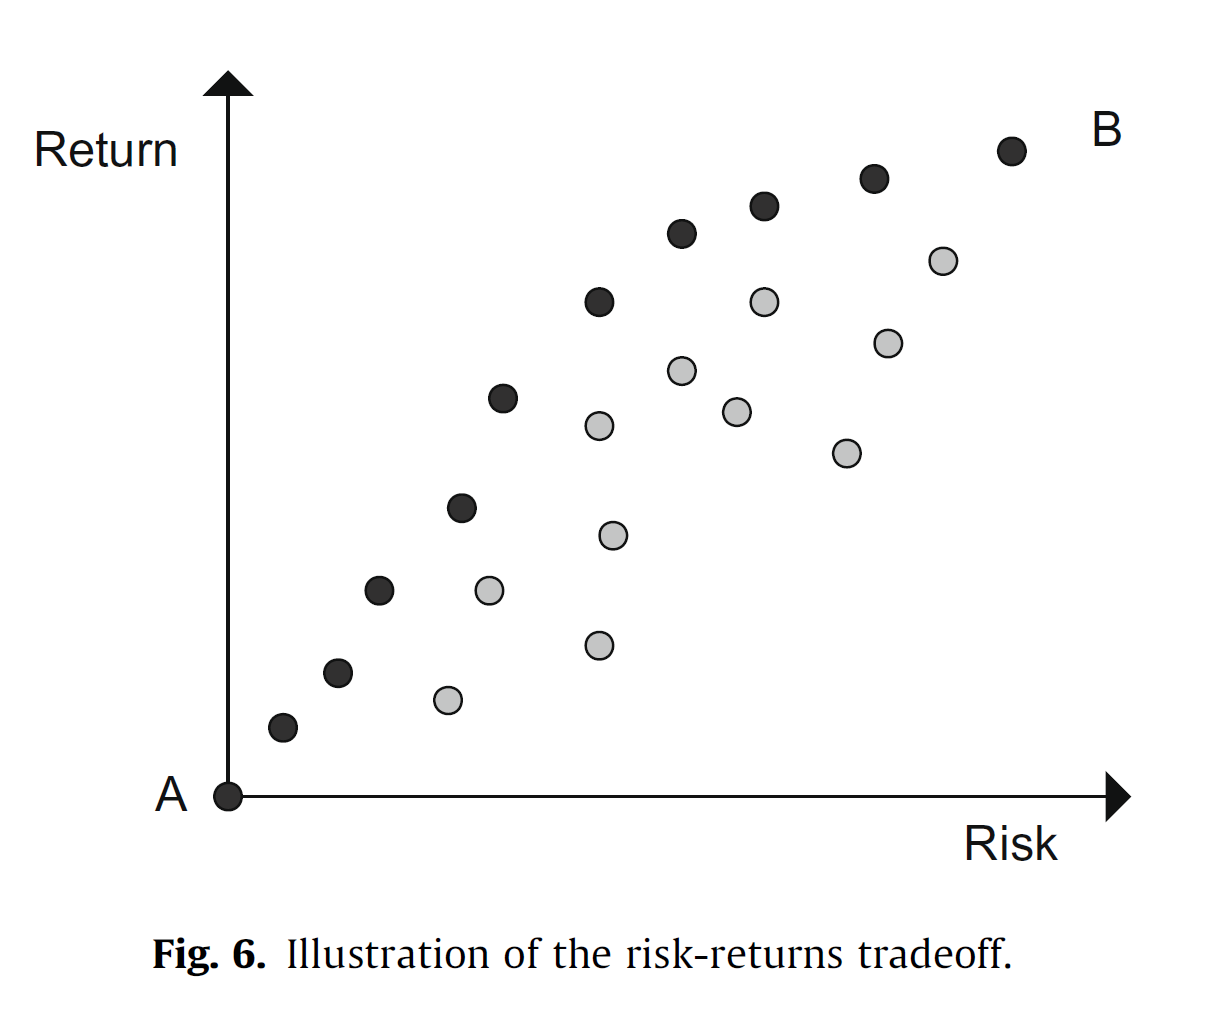 Return
B
A
Risk
Fig. 6. Illustration of the risk-returns tradeoff.